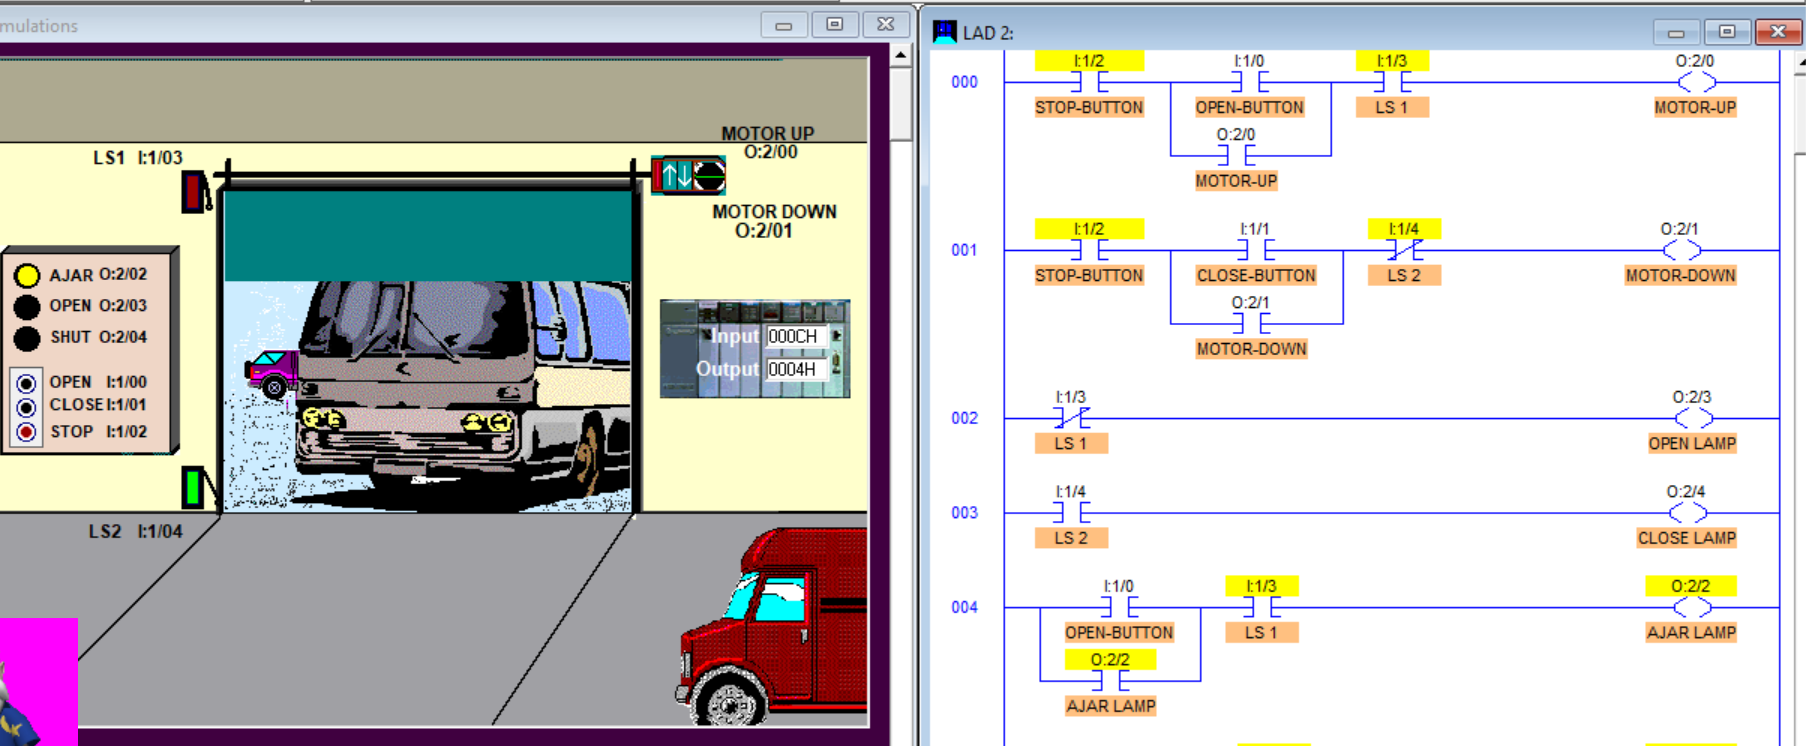 mulations
LS1 I:1/03
MOTOR UP
O:2/00
MOTOR DOWN
O:2/01
AJAR O:2/02
OPEN O:2/03
SHUT O:2/04
OPEN I:1/00
CLOSE I:1/01
STOP I:1/02
Input 000CH
Output 0004H
LS2 I:1/04
LAD 2:
I:1/2 I:1/0 I:1/3 O:2/0
000
STOP-BUTTON OPEN-BUTTON LS 1 MOTOR-UP
O:2/0
MOTOR-UP
I:1/2 I:1/1 I:1/4 O:2/1
001
STOP-BUTTON CLOSE-BUTTON LS 2 MOTOR-DOWN
O:2/1
MOTOR-DOWN
I:1/3 O:2/3
002
LS 1 OPEN LAMP
I:1/4 O:2/4
003
LS 2 CLOSE LAMP
I:1/0 I:1/3 O:2/2
004
OPEN-BUTTON LS 1 AJAR LAMP
O:2/2
AJAR LAMP